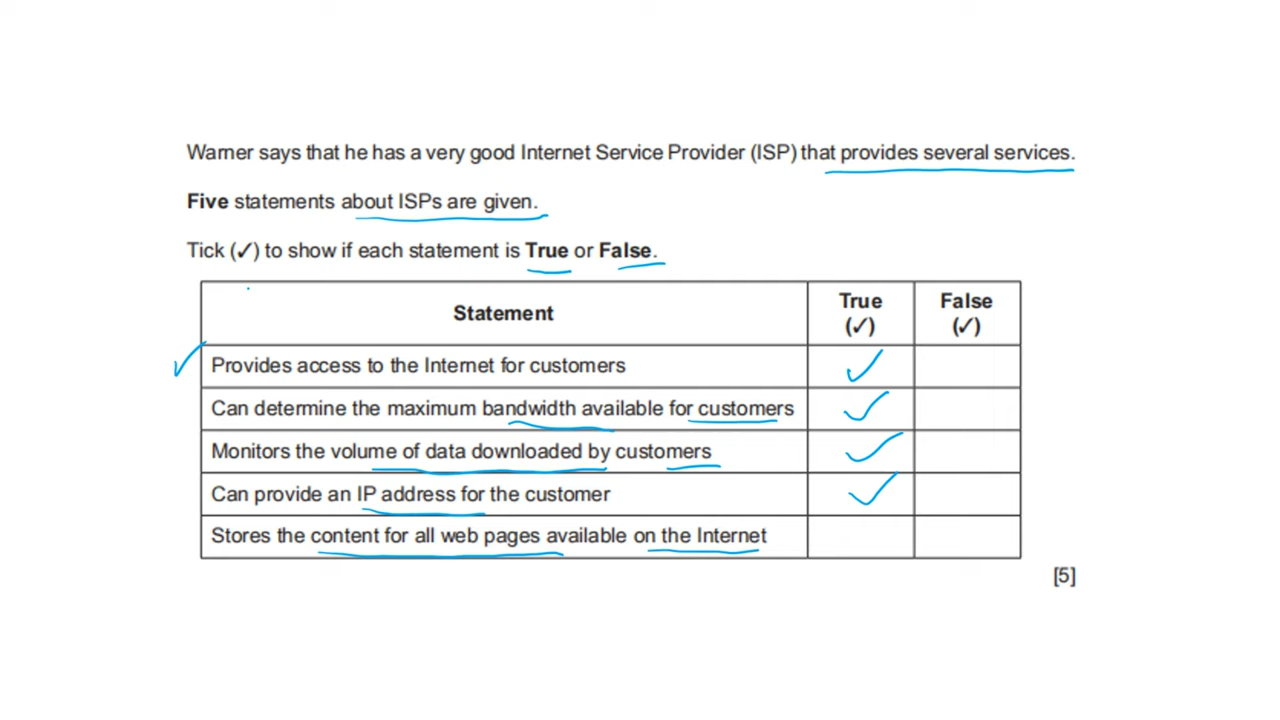 Warner says that he has a very good Internet Service Provider (ISP) that provides several services.
Five statements about ISPs are given.
Tick (✓) to show if each statement is True or False.
Statement True (✓) False (✓)
Provides access to the Internet for customers ✓
Can determine the maximum bandwidth available for customers ✓
Monitors the volume of data downloaded by customers ✓
Can provide an IP address for the customer ✓
Stores the content for all web pages available on the Internet
[5]